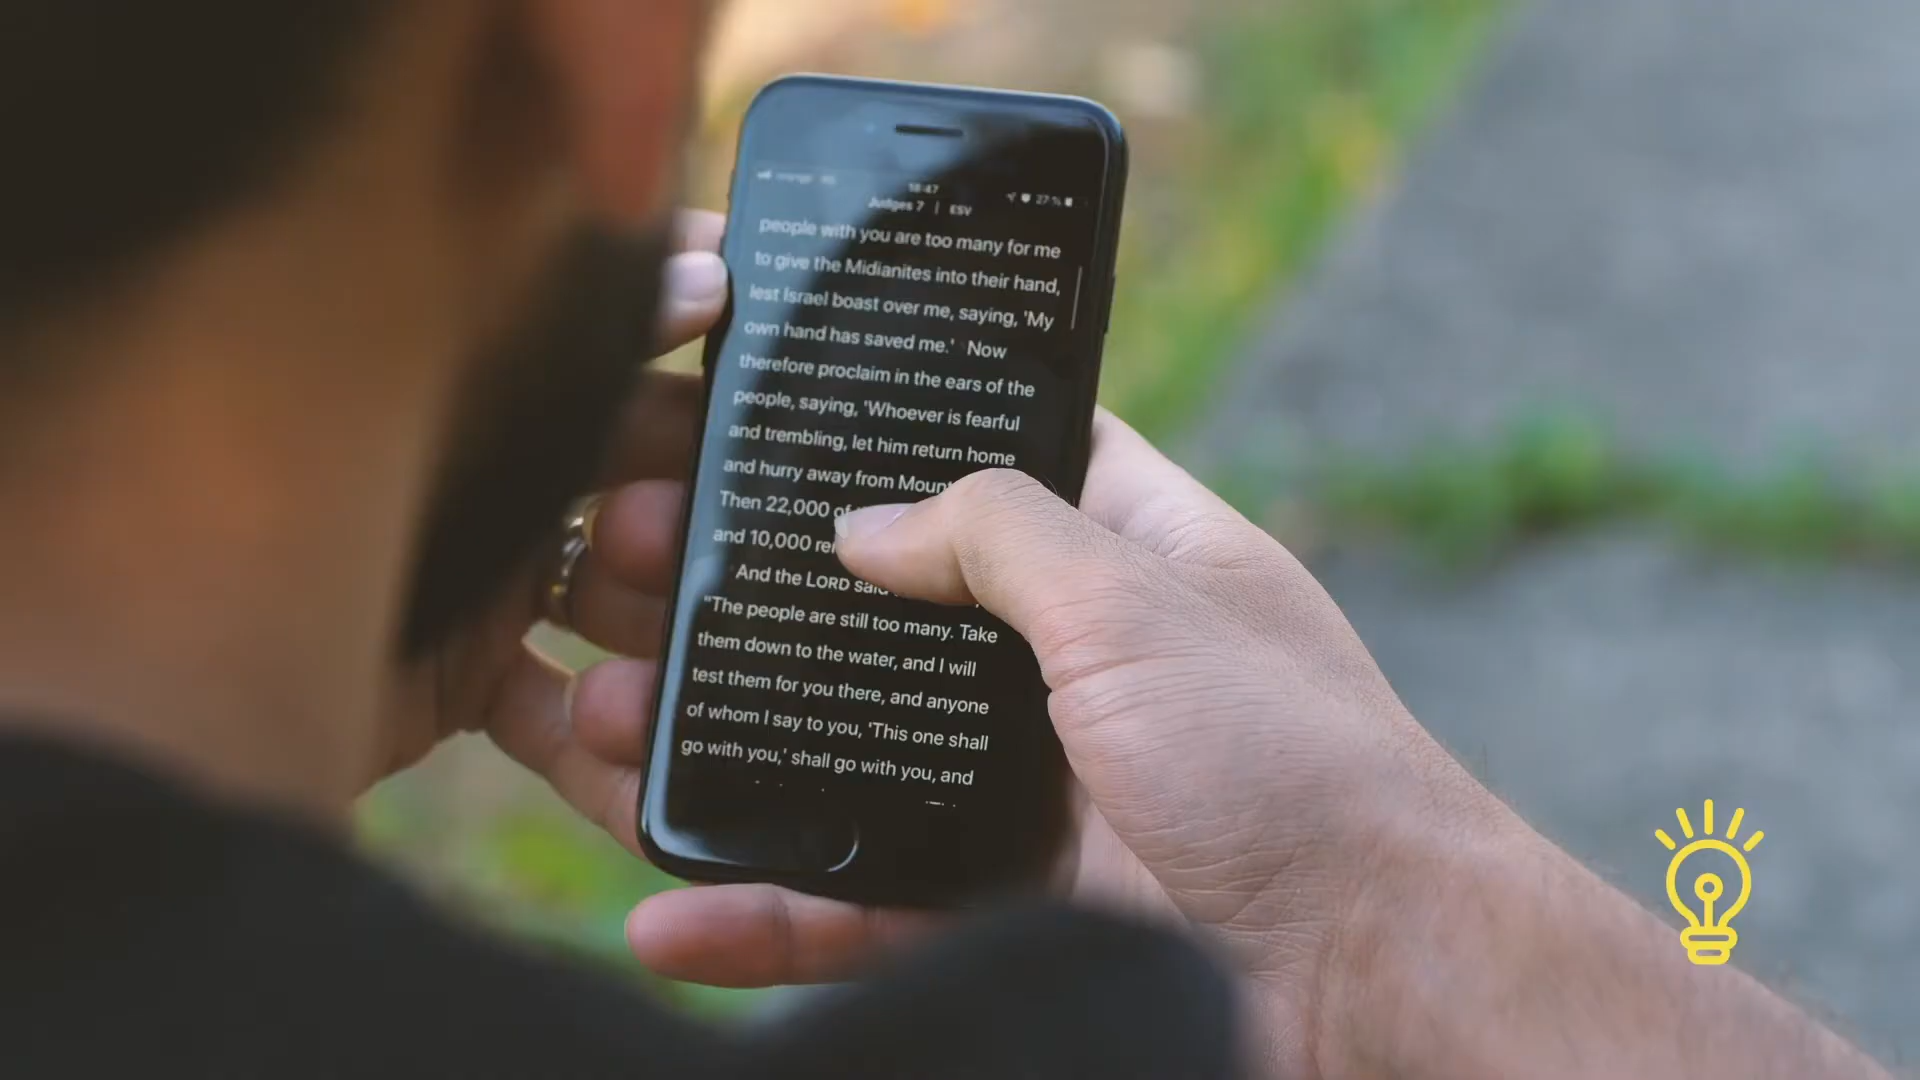 18:47
27%
Judges 7 | ESV
people with you are too many for me
to give the Midianites into their hand,
lest Israel boast over me, saying, 'My
own hand has saved me.' Now
therefore proclaim in the ears of the
people, saying, 'Whoever is fearful
and trembling, let him return home
and hurry away from Mount
Then 22,000 of
and 10,000
And the LORD said
"The people are still too many. Take
them down to the water, and I will
test them for you there, and anyone
of whom I say to you, 'This one shall
go with you,' shall go with you, and